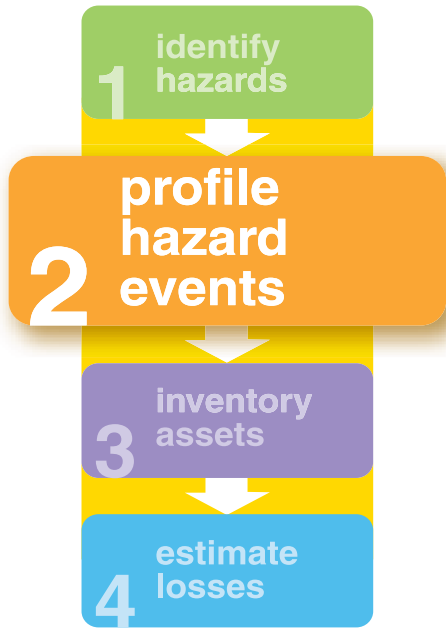 1
identify
hazards
2
profile
hazard
events
3
inventory
assets
4
estimate
losses